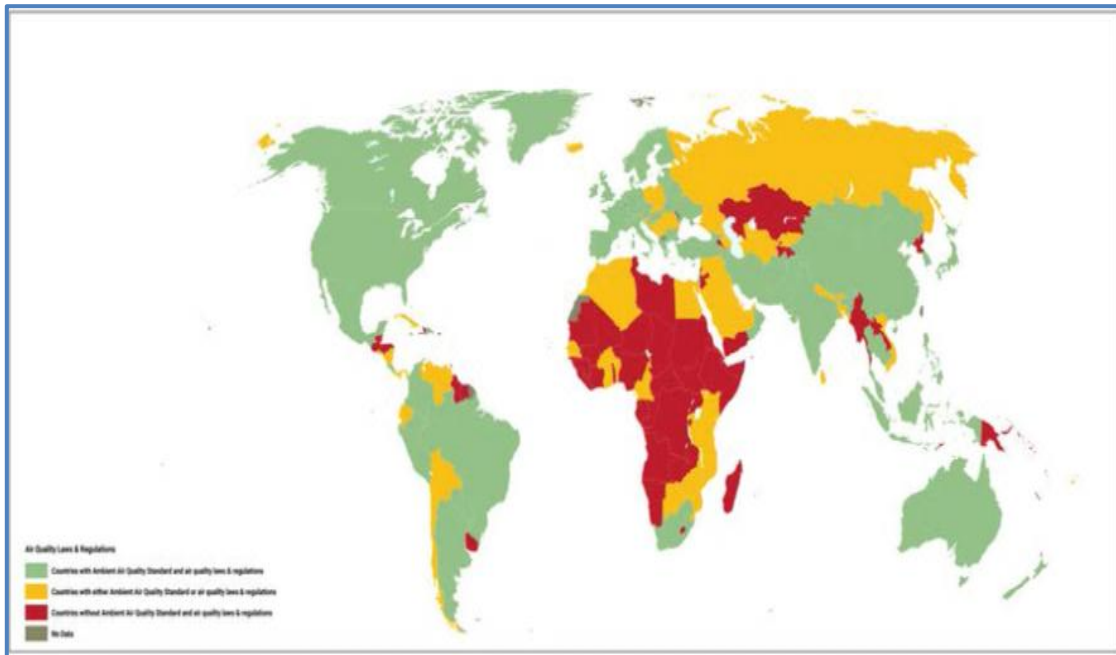 Air Quality Laws & Regulations
Countries with Ambient Air Quality Standard and air quality laws & regulations
Countries with either Ambient Air Quality Standard or air quality laws & regulations
Countries without Ambient Air Quality Standard and air quality laws & regulations
No Data